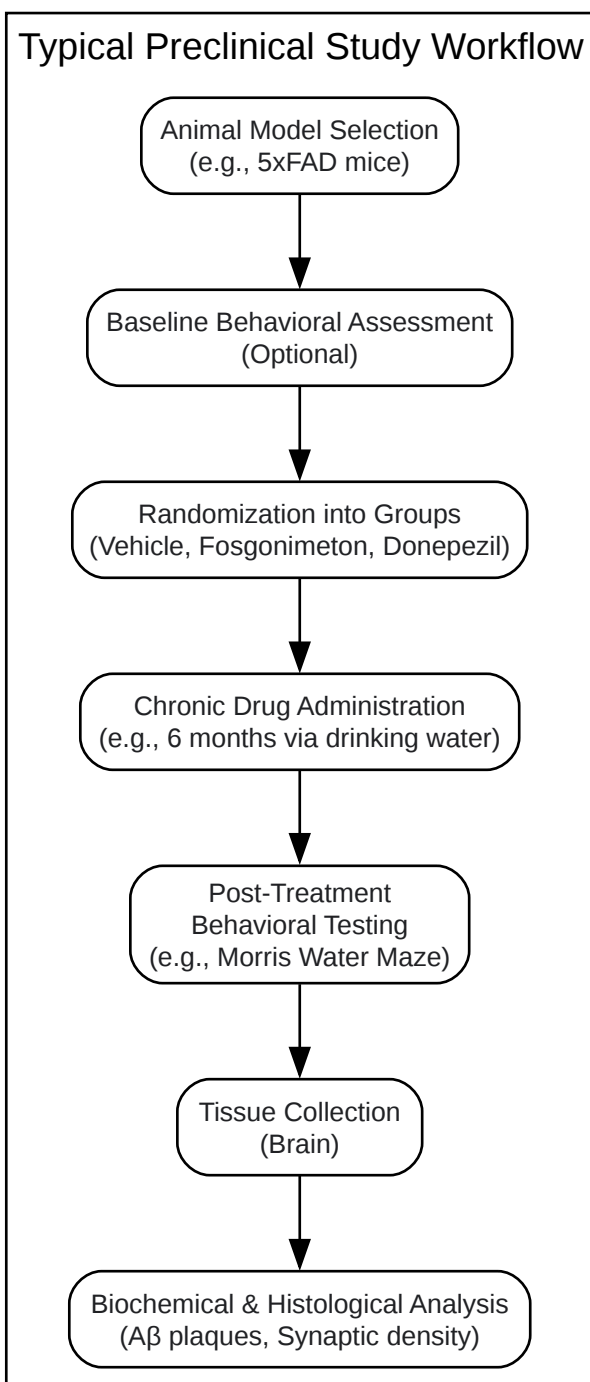 Typical Preclinical Study Workflow
Animal Model Selection
(e.g., 5xFAD mice)
Baseline Behavioral Assessment
(Optional)
Randomization into Groups
(Vehicle, Fosgonimeton, Donepezil)
Chronic Drug Administration
(e.g., 6 months via drinking water)
Post-Treatment
Behavioral Testing
(e.g., Morris Water Maze)
Tissue Collection
(Brain)
Biochemical & Histological Analysis
(Aβ plaques, Synaptic density)